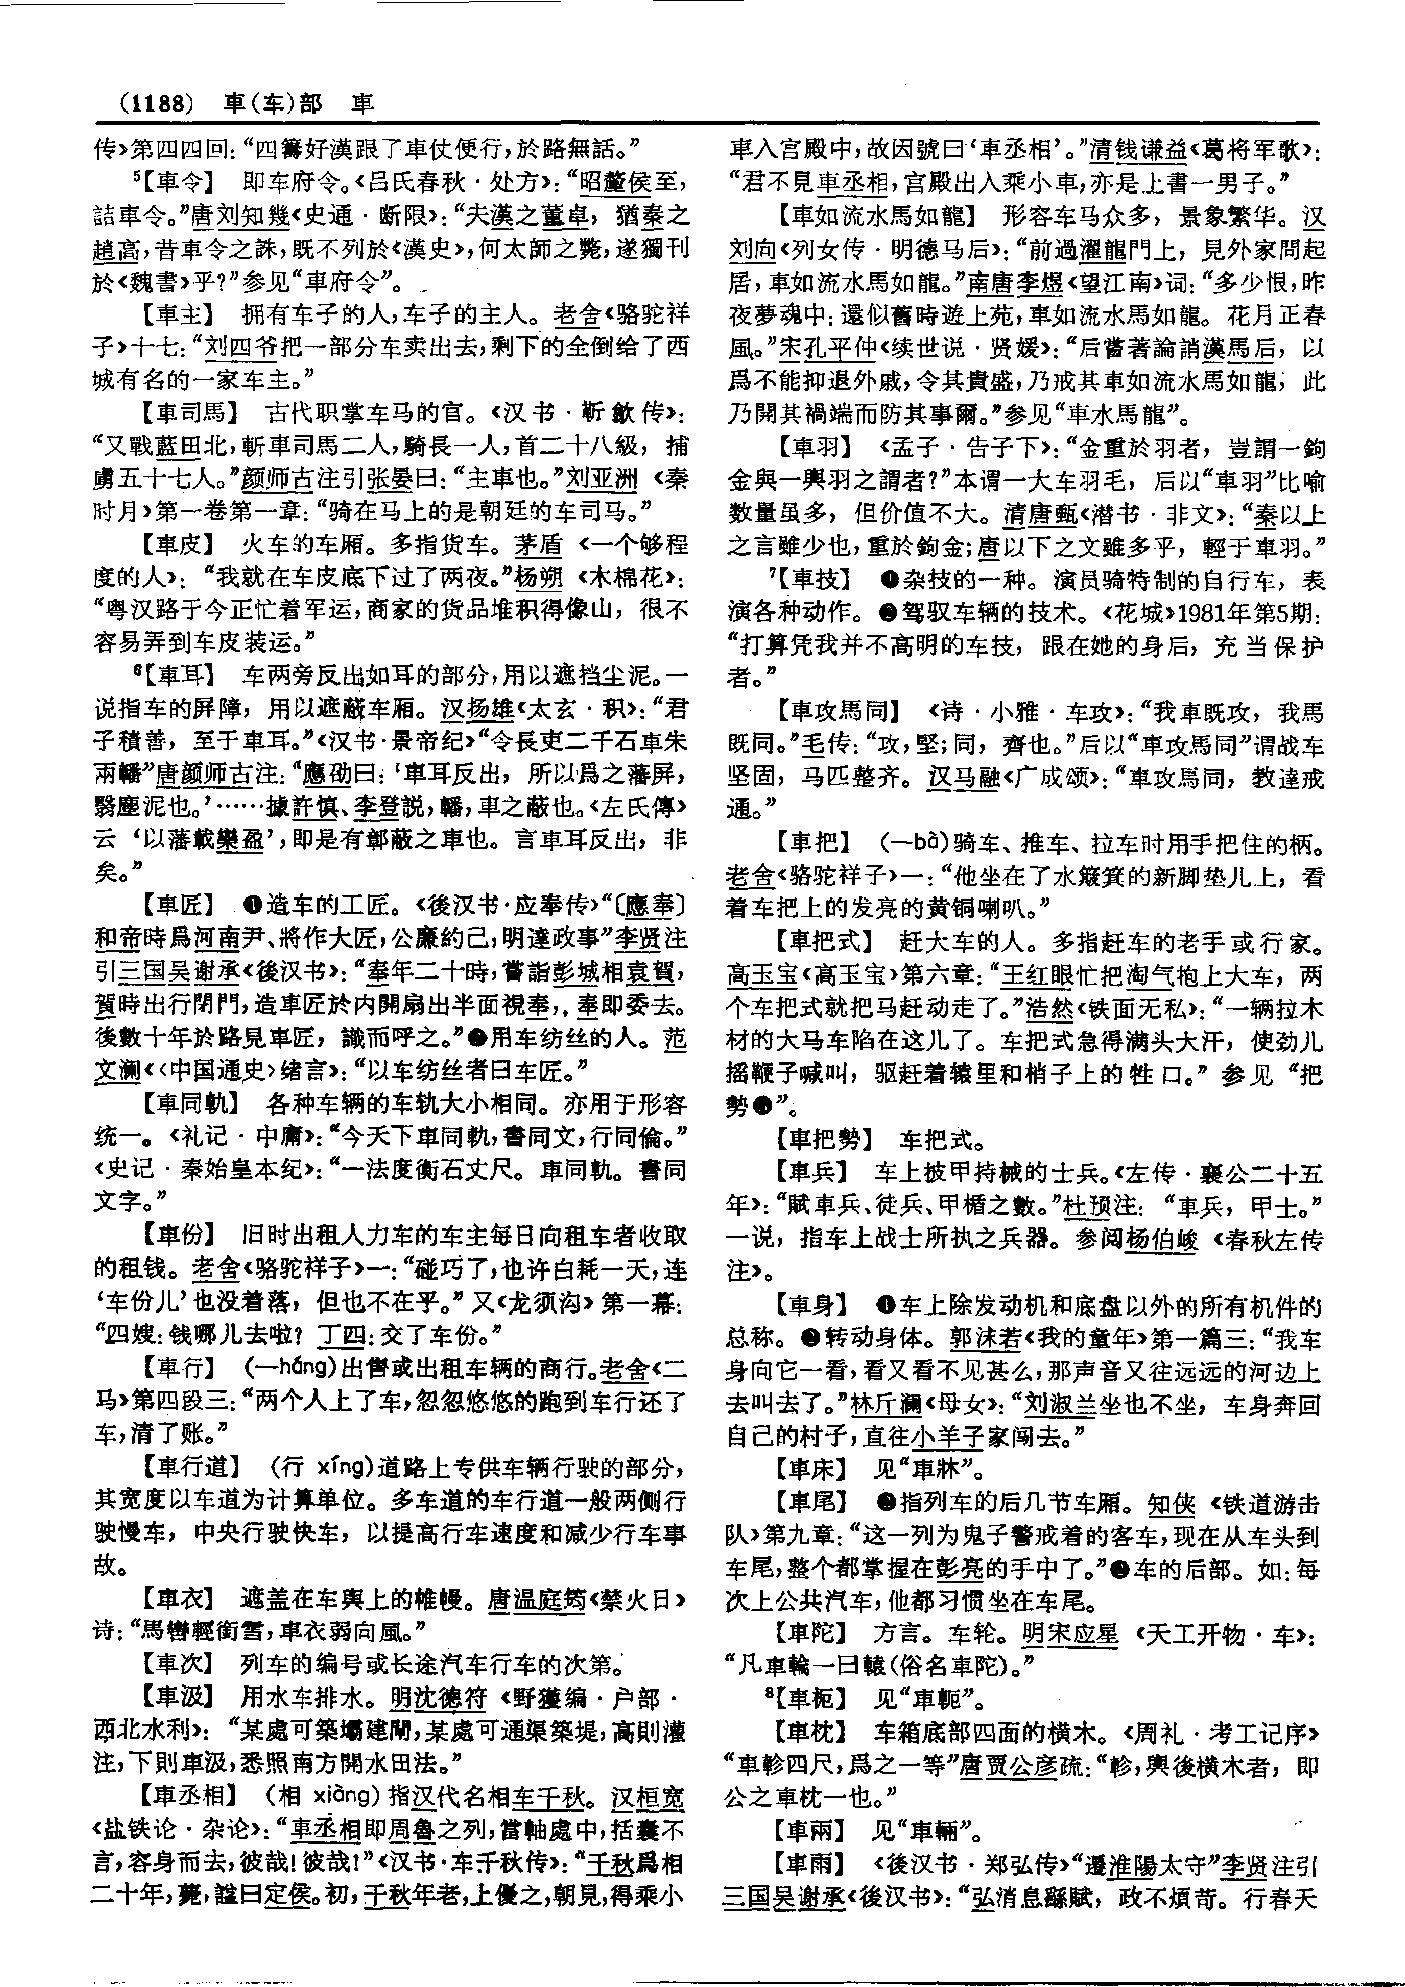 (1188) 車(车)部 車
传》第四四回：“四籌好漢跟了車仗便行，於路無話。”
⁵【車令】 即车府令。《吕氏春秋·处方》：“昭釐侯至，
詰車令。”唐刘知幾《史通·断限》：“夫漢之董卓，猶秦之
趙高，昔車令之誅，既不列於《漢史》，何太師之斃，遂獨刊
於《魏書》乎？”参见“車府令”。
【車主】 拥有车子的人，车子的主人。老舍《骆驼祥
子》十七：“刘四爷把一部分车卖出去，剩下的全倒给了西
城有名的一家车主。”
【車司馬】 古代职掌车马的官。《汉书·靳歙传》：
“又戰藍田北，斬車司馬二人，騎長一人，首二十八級，捕
虜五十七人。”颜师古注引张晏曰：“主車也。”刘亚洲《秦
时月》第一卷第一章：“骑在马上的是朝廷的车司马。”
【車皮】 火车的车厢。多指货车。茅盾《一个够程
度的人》：“我就在车皮底下过了两夜。”杨朔《木棉花》：
“粤汉路于今正忙着军运，商家的货品堆积得像山，很不
容易弄到车皮装运。”
⁶【車耳】 车两旁反出如耳的部分，用以遮挡尘泥。一
说指车的屏障，用以遮蔽车厢。汉扬雄《太玄·积》：“君
子積善，至于車耳。”《汉书·景帝纪》“令長吏二千石車朱
兩轓”唐颜师古注：“應劭曰：‘車耳反出，所以爲之藩屏，
翳塵泥也。’……據許慎、李登説，轓，車之蔽也。《左氏傳》
云‘以藩載欒盈’，即是有鄣蔽之車也。言車耳反出，非
矣。”
【車匠】 ❶造车的工匠。《後汉书·应奉传》“〔應奉〕
和帝時爲河南尹、將作大匠，公廉約己，明達政事”李贤注
引三国吴谢承《後汉书》：“奉年二十時，嘗詣彭城相袁賀，
賀時出行閉門，造車匠於内開扇出半面視奉，奉即委去。
後數十年於路見車匠，識而呼之。”❷用车纺丝的人。范
文澜《〈中国通史〉绪言》：“以车纺丝者曰车匠。”
【車同軌】 各种车辆的车轨大小相同。亦用于形容
统一。《礼记·中庸》：“今天下車同軌，書同文，行同倫。”
《史记·秦始皇本纪》：“一法度衡石丈尺。車同軌。書同
文字。”
【車份】 旧时出租人力车的车主每日向租车者收取
的租钱。老舍《骆驼祥子》一：“碰巧了，也许白耗一天，连
‘车份儿’也没着落，但也不在乎。”又《龙须沟》第一幕：
“四嫂：钱哪儿去啦？丁四：交了车份。”
【車行】 (—háng)出售或出租车辆的商行。老舍《二
马》第四段三：“两个人上了车，忽忽悠悠的跑到车行还了
车，清了账。”
【車行道】 (行 xíng)道路上专供车辆行驶的部分，
其宽度以车道为计算单位。多车道的车行道一般两侧行
驶慢车，中央行驶快车，以提高行车速度和减少行车事
故。
【車衣】 遮盖在车舆上的帷幔。唐温庭筠《禁火日》
诗：“馬轡輕銜雪，車衣弱向風。”
【車次】 列车的编号或长途汽车行车的次第。
【車汲】 用水车排水。明沈德符《野獲编·户部·
西北水利》：“某處可築壩建閘，某處可通渠築堤，高則灌
注，下則車汲，悉照南方開水田法。”
【車丞相】 (相 xiàng)指汉代名相车千秋。汉桓宽
《盐铁论·杂论》：“車丞相即周魯之列，當軸處中，括囊不
言，容身而去，彼哉！彼哉！”《汉书·车千秋传》：“千秋爲相
二十年，薨，謚曰定侯。初，千秋年老，上優之，朝見，得乘小
車入宫殿中，故因號曰‘車丞相’。”清钱谦益《葛将军歌》：
“君不見車丞相，宫殿出入乘小車，亦是上書一男子。”
【車如流水馬如龍】 形容车马众多，景象繁华。汉
刘向《列女传·明德马后》：“前過濯龍門上，見外家問起
居，車如流水馬如龍。”南唐李煜《望江南》词：“多少恨，昨
夜夢魂中：還似舊時遊上苑，車如流水馬如龍。花月正春
風。”宋孔平仲《续世说·贤媛》：“后嘗著論誚漢馬后，以
爲不能抑退外戚，令其貴盛，乃戒其車如流水馬如龍，此
乃開其禍端而防其事爾。”参见“車水馬龍”。
【車羽】 《孟子·告子下》：“金重於羽者，豈謂一鉤
金與一輿羽之謂者？”本谓一大车羽毛，后以“車羽”比喻
数量虽多，但价值不大。清唐甄《潜书·非文》：“秦以上
之言雖少也，重於鉤金；唐以下之文雖多乎，輕于車羽。”
⁷【車技】 ❶杂技的一种。演员骑特制的自行车，表
演各种动作。❷驾驭车辆的技术。《花城》1981年第5期：
“打算凭我并不高明的车技，跟在她的身后，充当保护
者。”
【車攻馬同】 《诗·小雅·车攻》：“我車既攻，我馬
既同。”毛传：“攻，堅；同，齊也。”后以“車攻馬同”谓战车
坚固，马匹整齐。汉马融《广成颂》：“車攻馬同，教達戒
通。”
【車把】 (—bǎ)骑车、推车、拉车时用手把住的柄。
老舍《骆驼祥子》一：“他坐在了水簸箕的新脚垫儿上，看
着车把上的发亮的黄铜喇叭。”
【車把式】 赶大车的人。多指赶车的老手或行家。
高玉宝《高玉宝》第六章：“王红眼忙把淘气抱上大车，两
个车把式就把马赶动走了。”浩然《铁面无私》：“一辆拉木
材的大马车陷在这儿了。车把式急得满头大汗，使劲儿
摇鞭子喊叫，驱赶着辕里和梢子上的牲口。”参见“把
勢”。
【車把勢】 车把式。
【車兵】 车上披甲持械的士兵。《左传·襄公二十五
年》：“賦車兵、徒兵、甲楯之數。”杜预注：“車兵，甲士。”
一说，指车上战士所执之兵器。参阅杨伯峻《春秋左传
注》。
【車身】 ❶车上除发动机和底盘以外的所有机件的
总称。❷转动身体。郭沫若《我的童年》第一篇三：“我车
身向它一看，看又看不见甚么，那声音又往远远的河边上
去叫去了。”林斤澜《母女》：“刘淑兰坐也不坐，车身奔回
自己的村子，直往小羊子家闯去。”
【車床】 见“車牀”。
【車尾】 ❶指列车的后几节车厢。知侠《铁道游击
队》第九章：“这一列为鬼子警戒着的客车，现在从车头到
车尾，整个都掌握在彭亮的手中了。”❷车的后部。如：每
次上公共汽车，他都习惯坐在车尾。
【車陀】 方言。车轮。明宋应星《天工开物·车》：
“凡車輪一曰轅(俗名車陀)。”
⁸【車枙】 见“車軛”。
【車枕】 车箱底部四面的横木。《周礼·考工记序》
“車軫四尺，爲之一等”唐贾公彦疏：“軫，輿後横木者，即
公之車枕一也。”
【車兩】 见“車輛”。
【車雨】 《後汉书·郑弘传》“遷淮陽太守”李贤注引
三国吴谢承《後汉书》：“弘消息繇賦，政不煩苛。行春天